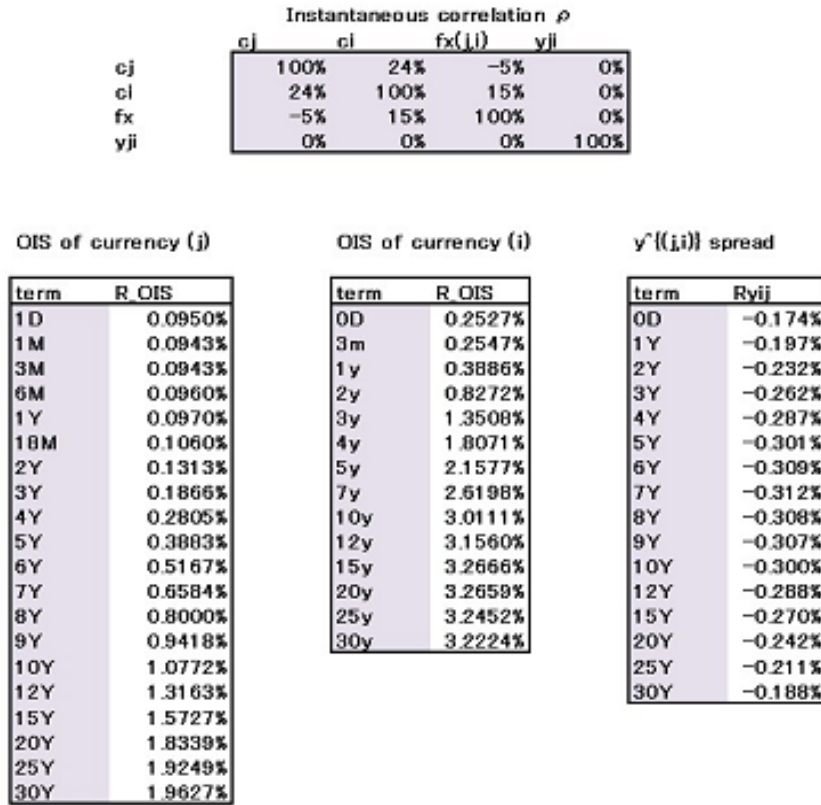 Instantaneous correlation ρ
cj ci fx(j,i) yji
cj 100% 24% -5% 0%
ci 24% 100% 15% 0%
fx -5% 15% 100% 0%
yji 0% 0% 0% 100%
OIS of currency (j)
term R_OIS
1D 0.0950%
1M 0.0943%
3M 0.0943%
6M 0.0960%
1Y 0.0970%
18M 0.1060%
2Y 0.1313%
3Y 0.1866%
4Y 0.2805%
5Y 0.3883%
6Y 0.5167%
7Y 0.6584%
8Y 0.8000%
9Y 0.9418%
10Y 1.0772%
12Y 1.3163%
15Y 1.5727%
20Y 1.8339%
25Y 1.9249%
30Y 1.9627%
OIS of currency (i)
term R_OIS
0D 0.2527%
3m 0.2547%
1y 0.3886%
2y 0.8272%
3y 1.3508%
4y 1.8071%
5y 2.1577%
7y 2.6198%
10y 3.0111%
12y 3.1560%
15y 3.2666%
20y 3.2659%
25y 3.2452%
30y 3.2224%
y^{(j,i)} spread
term Ryij
0D -0.174%
1Y -0.197%
2Y -0.232%
3Y -0.262%
4Y -0.287%
5Y -0.301%
6Y -0.309%
7Y -0.312%
8Y -0.308%
9Y -0.307%
10Y -0.300%
12Y -0.288%
15Y -0.270%
20Y -0.242%
25Y -0.211%
30Y -0.188%